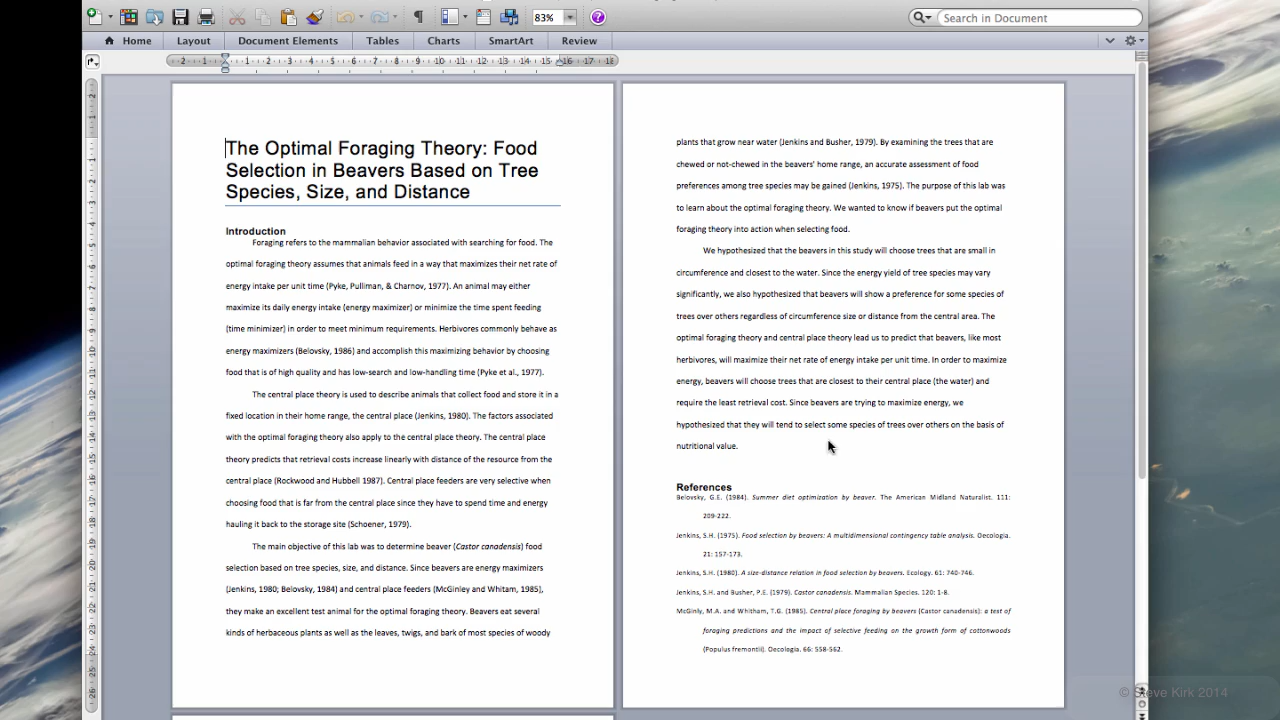 83%
Search in Document
Home Layout Document Elements Tables Charts SmartArt Review
2 1 1 2 3 4 5 6 7 8 9 10 11 12 13 14 15 16 17 18
The Optimal Foraging Theory: Food
Selection in Beavers Based on Tree
Species, Size, and Distance
Introduction
Foraging refers to the mammalian behavior associated with searching for food. The
optimal foraging theory assumes that animals feed in a way that maximizes their net rate of
energy intake per unit time (Pyke, Pulliman, & Charnov, 1977). An animal may either
maximize its daily energy intake (energy maximizer) or minimize the time spent feeding
(time minimizer) in order to meet minimum requirements. Herbivores commonly behave as
energy maximizers (Belovsky, 1986) and accomplish this maximizing behavior by choosing
food that is of high quality and has low-search and low-handling time (Pyke et al., 1977).
The central place theory is used to describe animals that collect food and store it in a
fixed location in their home range, the central place (Jenkins, 1980). The factors associated
with the optimal foraging theory also apply to the central place theory. The central place
theory predicts that retrieval costs increase linearly with distance of the resource from the
central place (Rockwood and Hubbell 1987). Central place feeders are very selective when
choosing food that is far from the central place since they have to spend time and energy
hauling it back to the storage site (Schoener, 1979).
The main objective of this lab was to determine beaver (Castor canadensis) food
selection based on tree species, size, and distance. Since beavers are energy maximizers
(Jenkins, 1980; Belovsky, 1984) and central place feeders (McGinley and Whitam, 1985),
they make an excellent test animal for the optimal foraging theory. Beavers eat several
kinds of herbaceous plants as well as the leaves, twigs, and bark of most species of woody
plants that grow near water (Jenkins and Busher, 1979). By examining the trees that are
chewed or not-chewed in the beavers' home range, an accurate assessment of food
preferences among tree species may be gained (Jenkins, 1975). The purpose of this lab was
to learn about the optimal foraging theory. We wanted to know if beavers put the optimal
foraging theory into action when selecting food.
We hypothesized that the beavers in this study will choose trees that are small in
circumference and closest to the water. Since the energy yield of tree species may vary
significantly, we also hypothesized that beavers will show a preference for some species of
trees over others regardless of circumference size or distance from the central area. The
optimal foraging theory and central place theory lead us to predict that beavers, like most
herbivores, will maximize their net rate of energy intake per unit time. In order to maximize
energy, beavers will choose trees that are closest to their central place (the water) and
require the least retrieval cost. Since beavers are trying to maximize energy, we
hypothesized that they will tend to select some species of trees over others on the basis of
nutritional value.
References
Belovsky, G.E. (1984). Summer diet optimization by beaver. The American Midland Naturalist. 111:
209-222.
Jenkins, S.H. (1975). Food selection by beavers: A multidimensional contingency table analysis. Oecologia.
21: 157-173.
Jenkins, S.H. (1980). A size-distance relation in food selection by beavers. Ecology. 61: 740-746.
Jenkins, S.H. and Busher, P.E. (1979). Castor canadensis. Mammalian Species. 120: 1-8.
McGinly, M.A. and Whitham, T.G. (1985). Central place foraging by beavers (Castor canadensis): a test of
foraging predictions and the impact of selective feeding on the growth form of cottonwoods
(Populus fremontii). Oecologia. 66: 558-562.
© Steve Kirk 2014